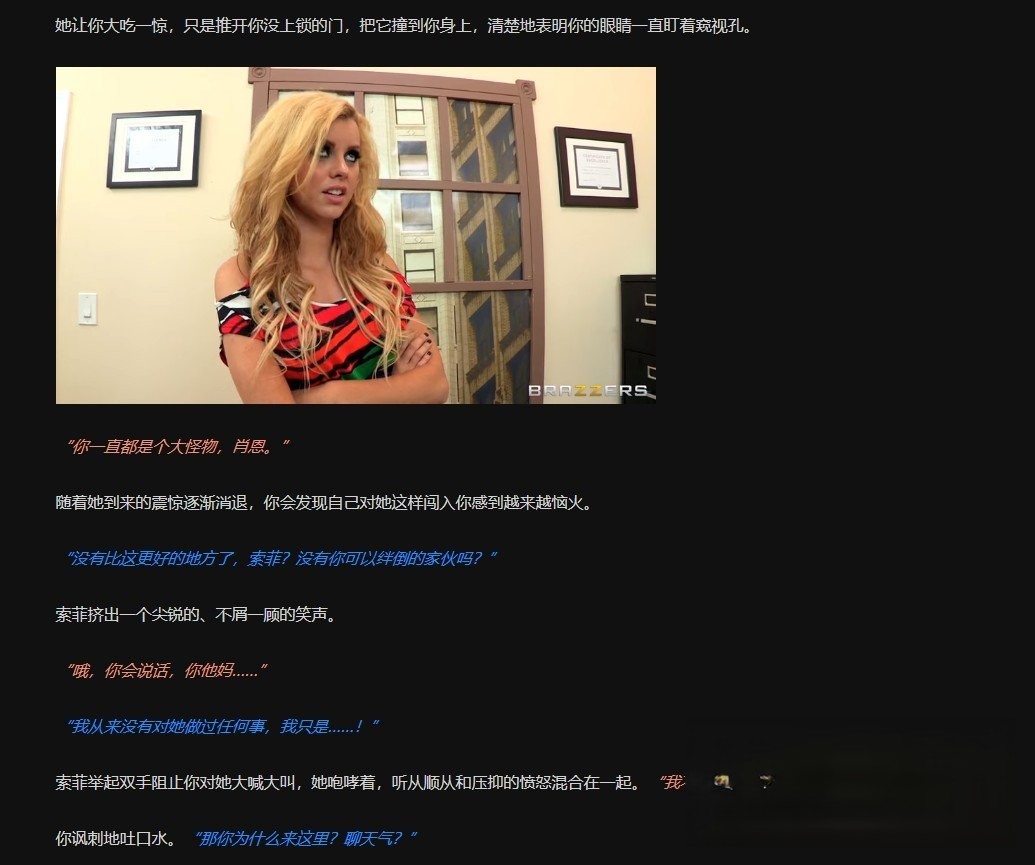 她让你大吃一惊，只是推开你没上锁的门，把它撞到你身上，清楚地表明你的眼睛一直盯着窥视孔。
BRAZZERS
“你一直都是个大怪物，肖恩。”
随着她到来的震惊逐渐消退，你会发现自己对她这样闯入你感到越来越恼火。
“没有比这更好的地方了，索菲？没有你可以绊倒的家伙吗？”
索菲挤出一个尖锐的、不屑一顾的笑声。
“哦，你会说话，你他妈……”
“我从来没有对她做过任何事，我只是……！”
索菲举起双手阻止你对她大喊大叫，她咆哮着，听从顺从和压抑的愤怒混合在一起。 “我
你讽刺地吐口水。 “那你为什么来这里？聊天气？”